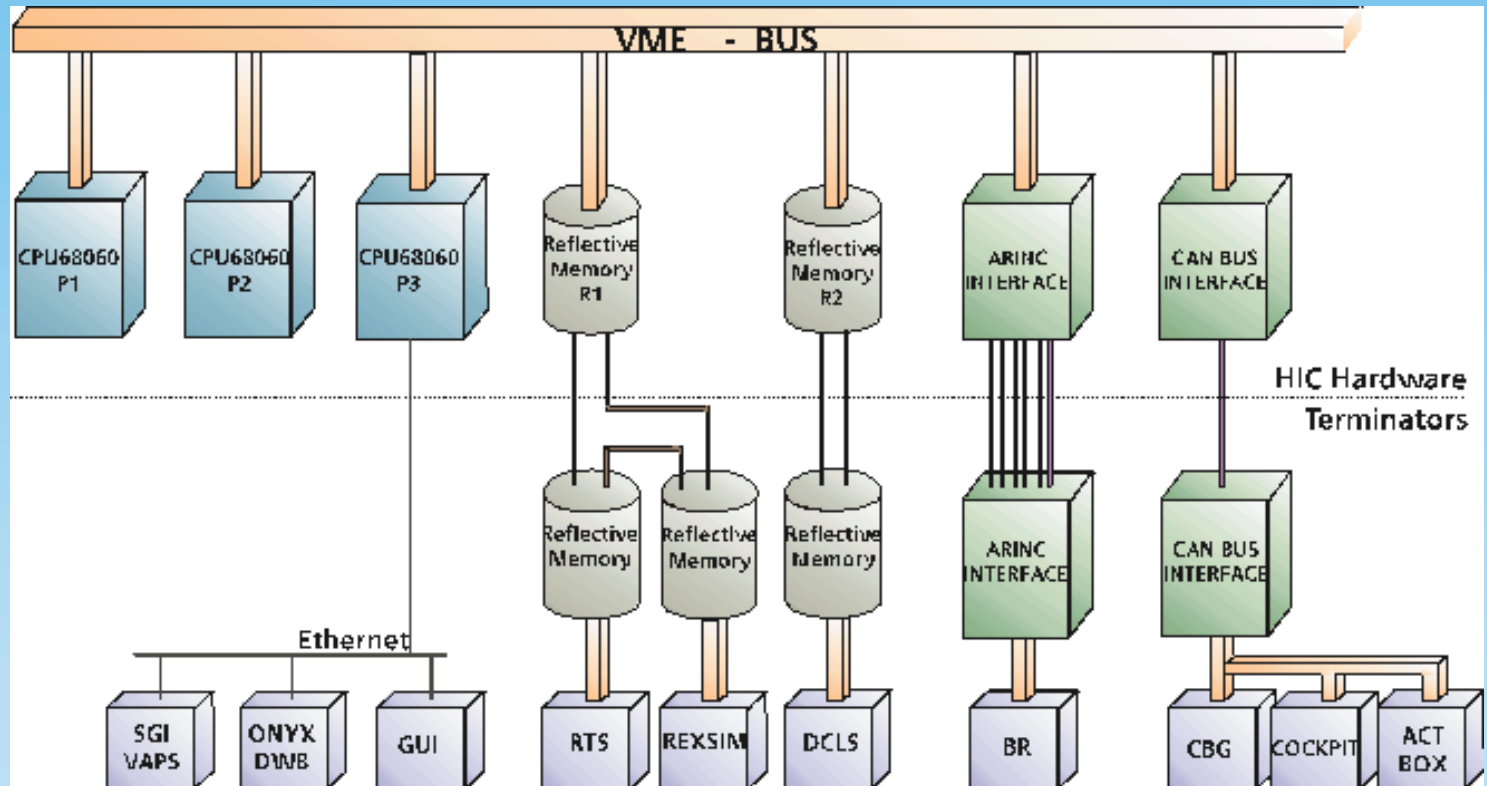 VME - BUS
CPU68060
P1
CPU68060
P2
CPU68060
P3
Reflective
Memory
R1
Reflective
Memory
R2
ARINC
INTERFACE
CAN BUS
INTERFACE
HIC Hardware
Terminators
Reflective
Memory
Reflective
Memory
Reflective
Memory
ARINC
INTERFACE
CAN BUS
INTERFACE
Ethernet
SGI
VAPS
ONYX
DWB
GUI
RTS
REXSIM
DCLS
BR
CBG
COCKPIT
ACT
BOX